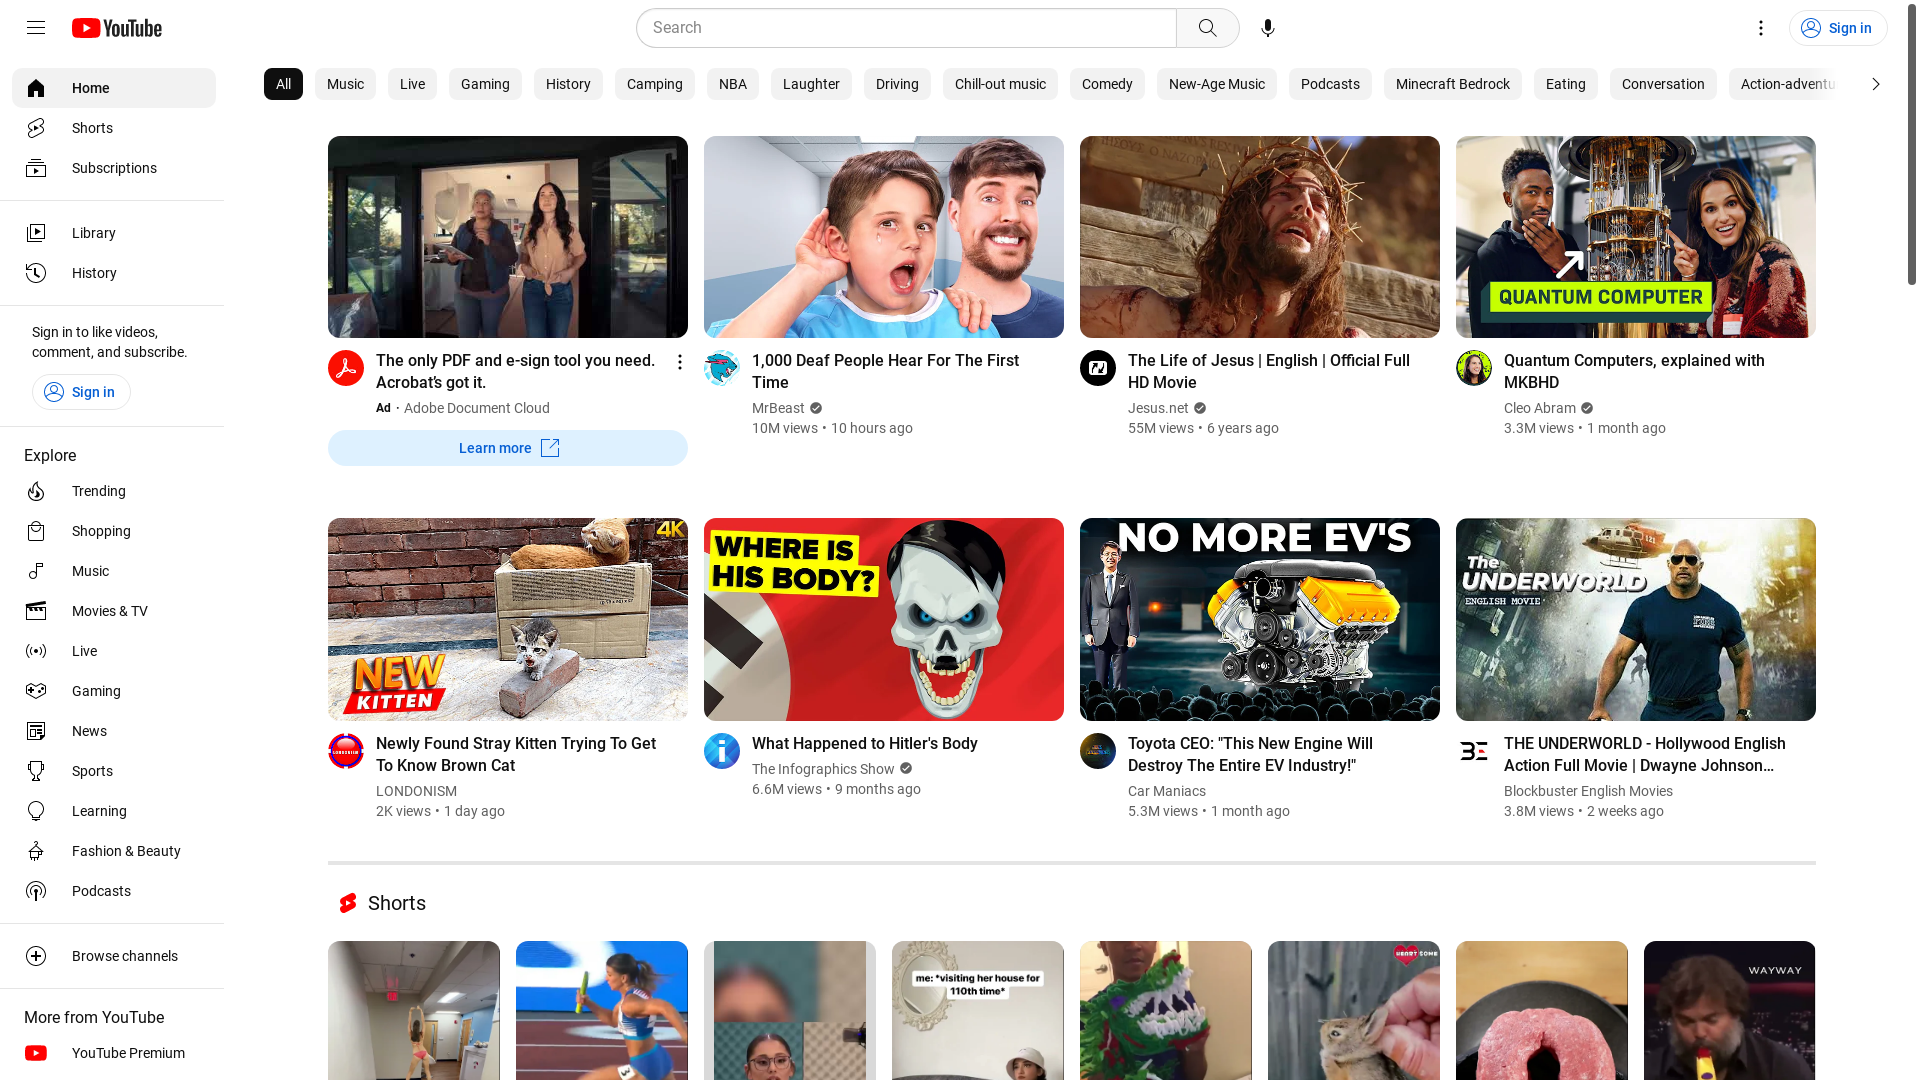 YouTube
Search
Sign in
Home
Shorts
Subscriptions
Library
History
Sign in to like videos,
comment, and subscribe.
Sign in
Explore
Trending
Shopping
Music
Movies & TV
Live
Gaming
News
Sports
Learning
Fashion & Beauty
Podcasts
Browse channels
More from YouTube
YouTube Premium
All
Music
Live
Gaming
History
Camping
NBA
Laughter
Driving
Chill-out music
Comedy
New-Age Music
Podcasts
Minecraft Bedrock
Eating
Conversation
Action-adventu
The only PDF and e-sign tool you need.
Acrobat's got it.
Ad · Adobe Document Cloud
Learn more
1,000 Deaf People Hear For The First
Time
MrBeast
10M views • 10 hours ago
The Life of Jesus | English | Official Full
HD Movie
Jesus.net
55M views • 6 years ago
QUANTUM COMPUTER
Quantum Computers, explained with
MKBHD
Cleo Abram
3.3M views • 1 month ago
4K
NEW
KITTEN
Newly Found Stray Kitten Trying To Get
To Know Brown Cat
LONDONISM
2K views • 1 day ago
WHERE IS
HIS BODY?
What Happened to Hitler's Body
The Infographics Show
6.6M views • 9 months ago
NO MORE EV'S
Toyota CEO: "This New Engine Will
Destroy The Entire EV Industry!"
Car Maniacs
5.3M views • 1 month ago
The
UNDERWORLD
ENGLISH MOVIE
THE UNDERWORLD - Hollywood English
Action Full Movie | Dwayne Johnson...
Blockbuster English Movies
3.8M views • 2 weeks ago
Shorts
me: *visiting her house for
110th time*
HEART SOME
WAYWAY